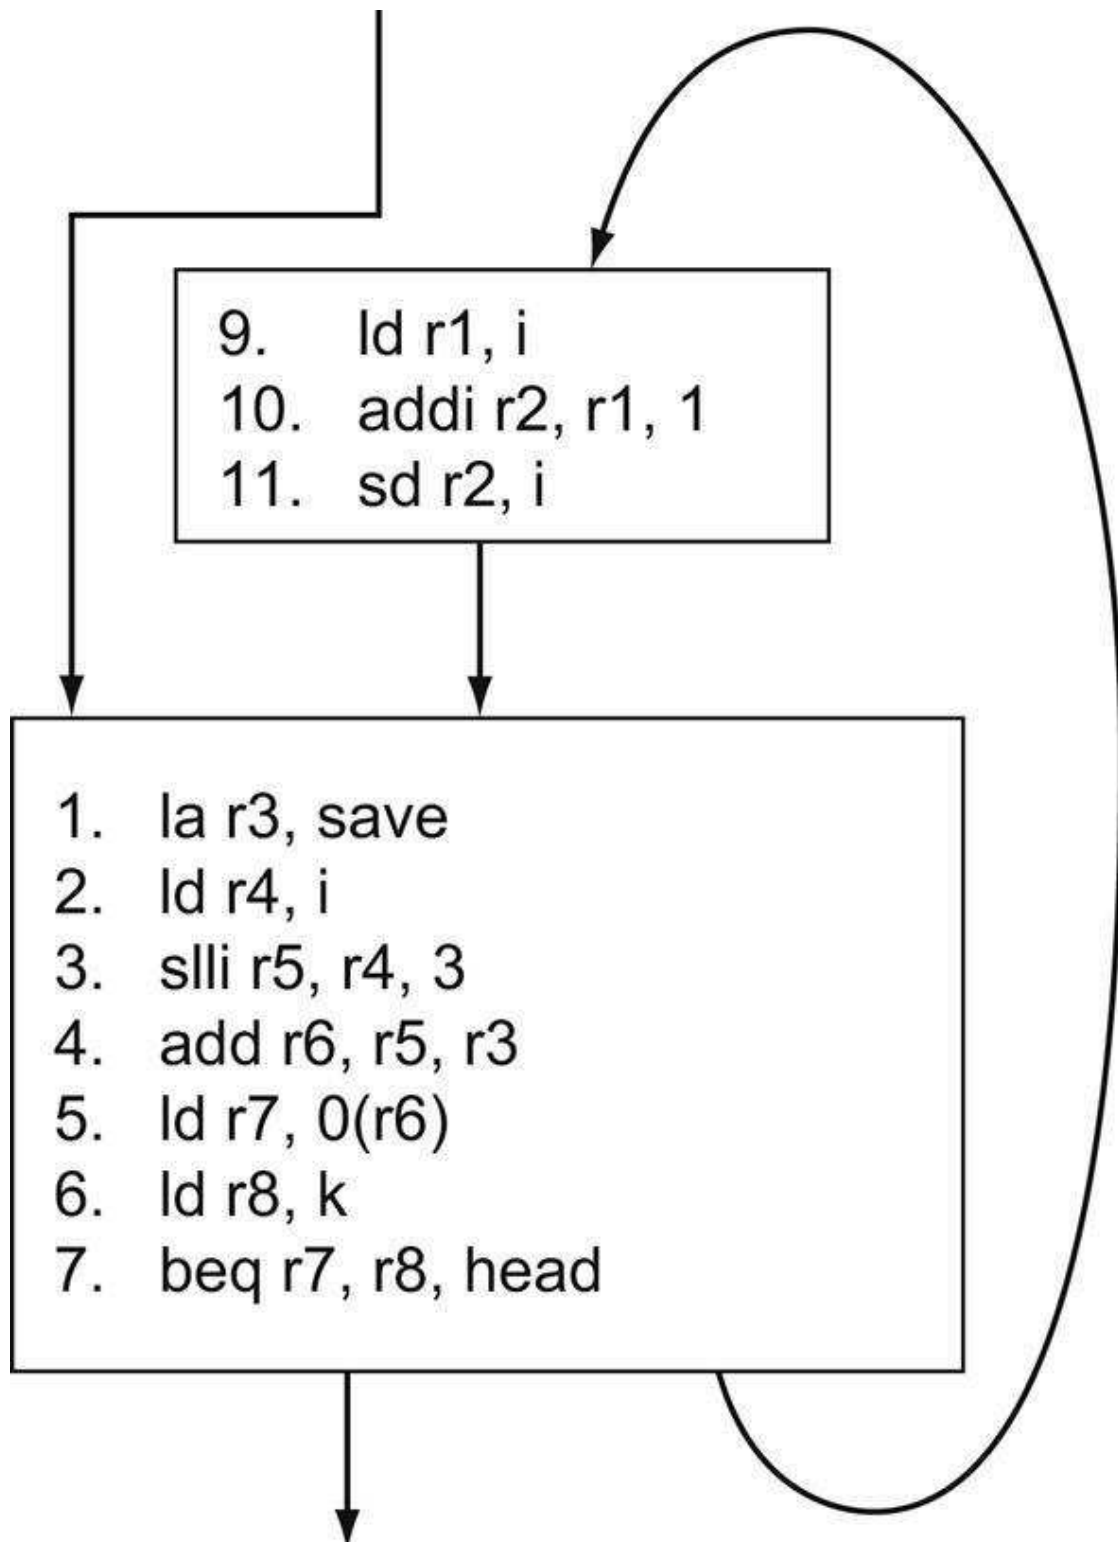 9. ld r1, i
10. addi r2, r1, 1
11. sd r2, i
1. la r3, save
2. ld r4, i
3. slli r5, r4, 3
4. add r6, r5, r3
5. ld r7, 0(r6)
6. ld r8, k
7. beq r7, r8, head